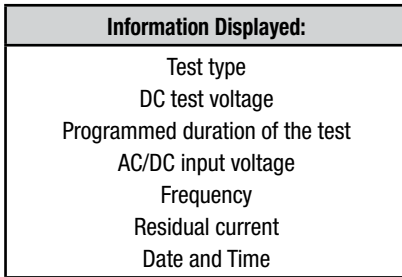 Information Displayed:
Test type
DC test voltage
Programmed duration of the test
AC/DC input voltage
Frequency
Residual current
Date and Time